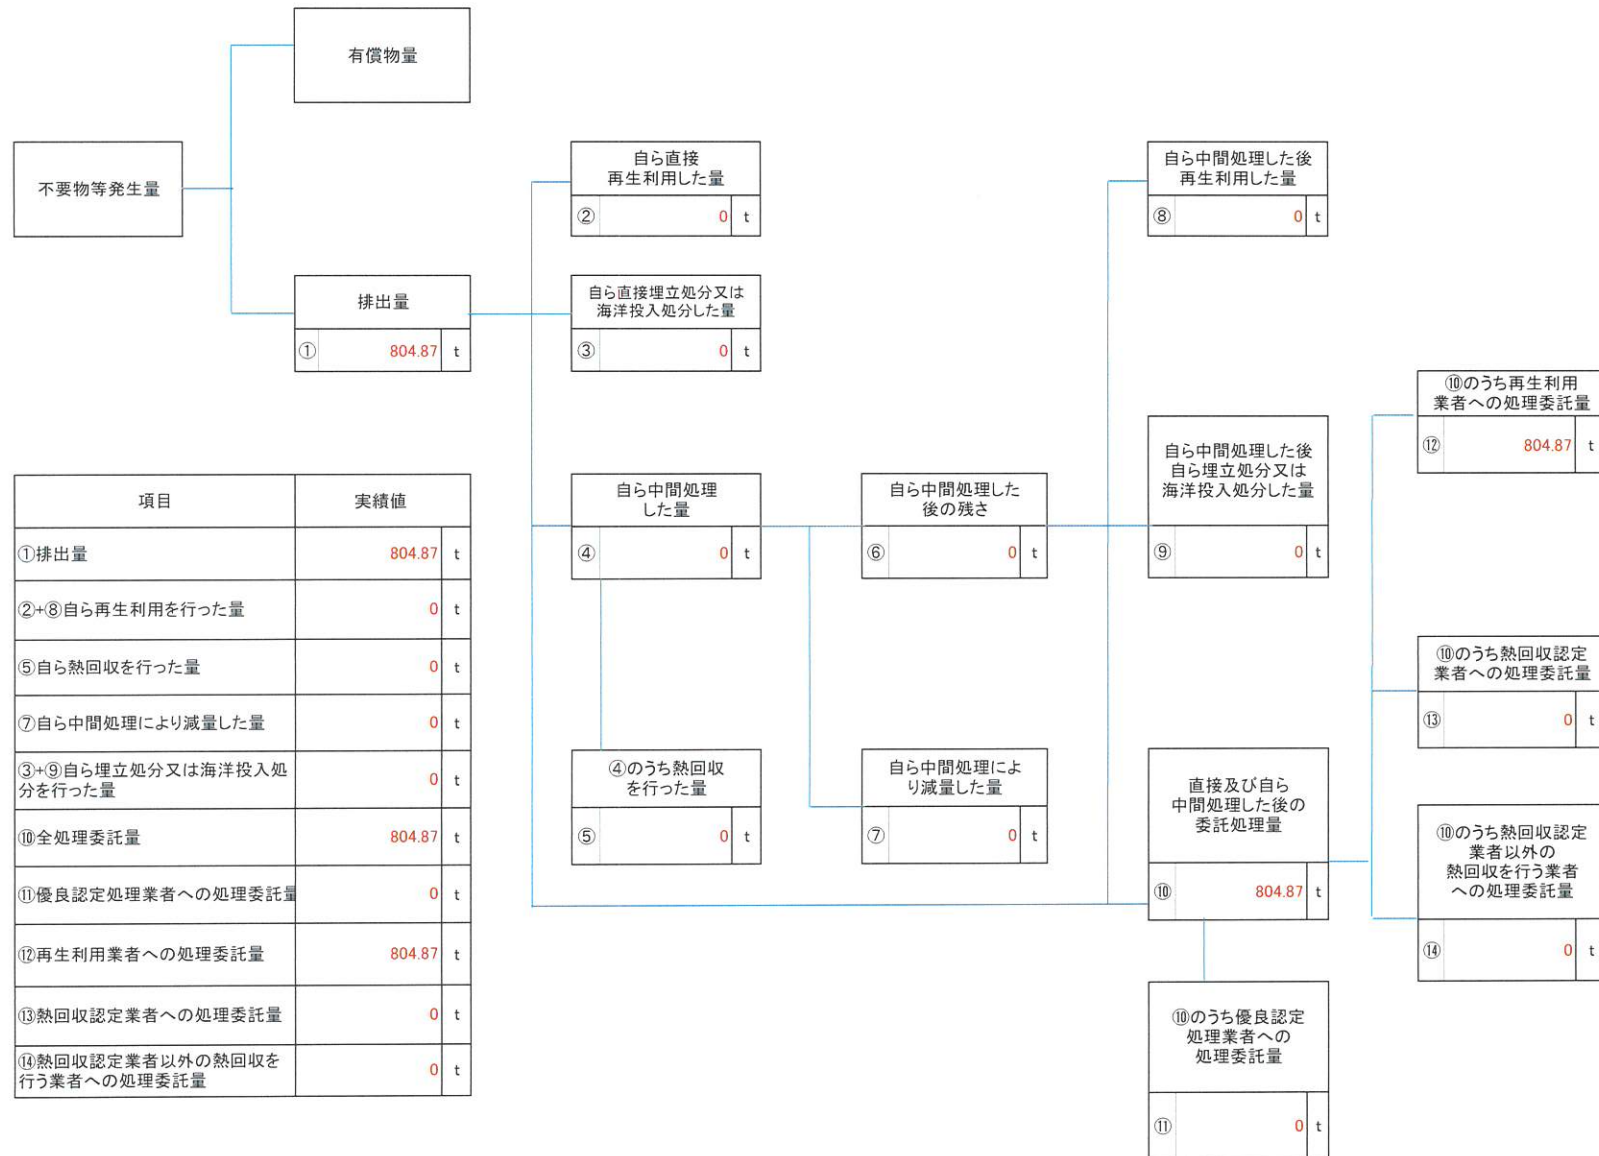 有償物量
不要物等発生量
排出量
① 804.87 t
自ら直接
再生利用した量
② 0 t
自ら直接埋立処分又は
海洋投入処分した量
③ 0 t
自ら中間処理
した量
④ 0 t
④のうち熱回収
を行った量
⑤ 0 t
自ら中間処理した
後の残さ
⑥ 0 t
自ら中間処理によ
り減量した量
⑦ 0 t
自ら中間処理した後
再生利用した量
⑧ 0 t
自ら中間処理した後
自ら埋立処分又は
海洋投入処分した量
⑨ 0 t
直接及び自ら
中間処理した後の
委託処理量
⑩ 804.87 t
⑩のうち優良認定
処理業者への
処理委託量
⑪ 0 t
⑩のうち再生利用
業者への処理委託量
⑫ 804.87 t
⑩のうち熱回収認定
業者への処理委託量
⑬ 0 t
⑩のうち熱回収認定
業者以外の
熱回収を行う業者
への処理委託量
⑭ 0 t
項目 実績値
①排出量 804.87 t
②+⑧自ら再生利用を行った量 0 t
⑤自ら熱回収を行った量 0 t
⑦自ら中間処理により減量した量 0 t
③+⑨自ら埋立処分又は海洋投入処
分を行った量 0 t
⑩全処理委託量 804.87 t
⑪優良認定処理業者への処理委託量 0 t
⑫再生利用業者への処理委託量 804.87 t
⑬熱回収認定業者への処理委託量 0 t
⑭熱回収認定業者以外の熱回収を
行う業者への処理委託量 0 t